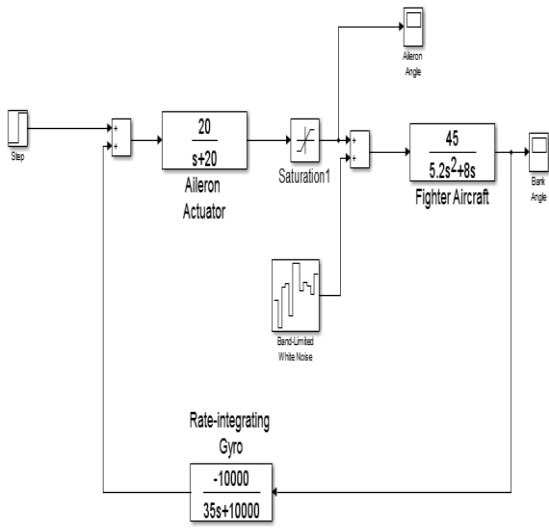 Aileron
Angle
Step
+
+
20
s+20
Aileron
Actuator
Saturation1
+
+
45
5.2s²+8s
Fighter Aircraft
Bank
Angle
Band-Limited
White Noise
Rate-integrating
Gyro
-10000
35s+10000